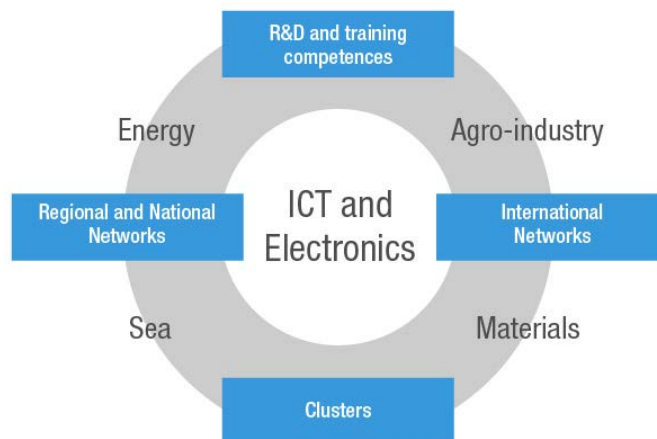 R&D and training
competences
Energy
Agro-industry
Regional and National
Networks
ICT and
Electronics
International
Networks
Sea
Materials
Clusters